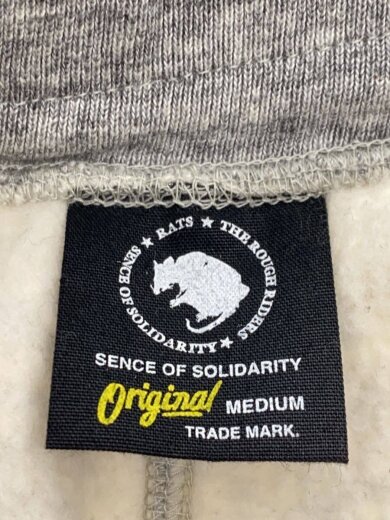 ★ RATS ★ THE ROUGH RIDERS ★ SENCE OF SOLIDARITY
SENCE OF SOLIDARITY
Original MEDIUM
TRADE MARK.